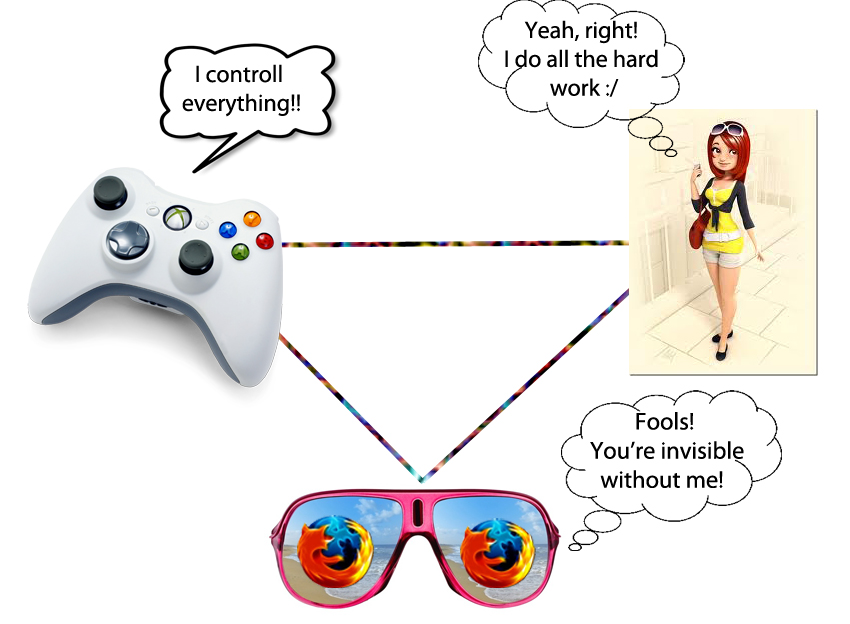 I controll
everything!!
Yeah, right!
I do all the hard
work :/
Fools!
You're invisible
without me!